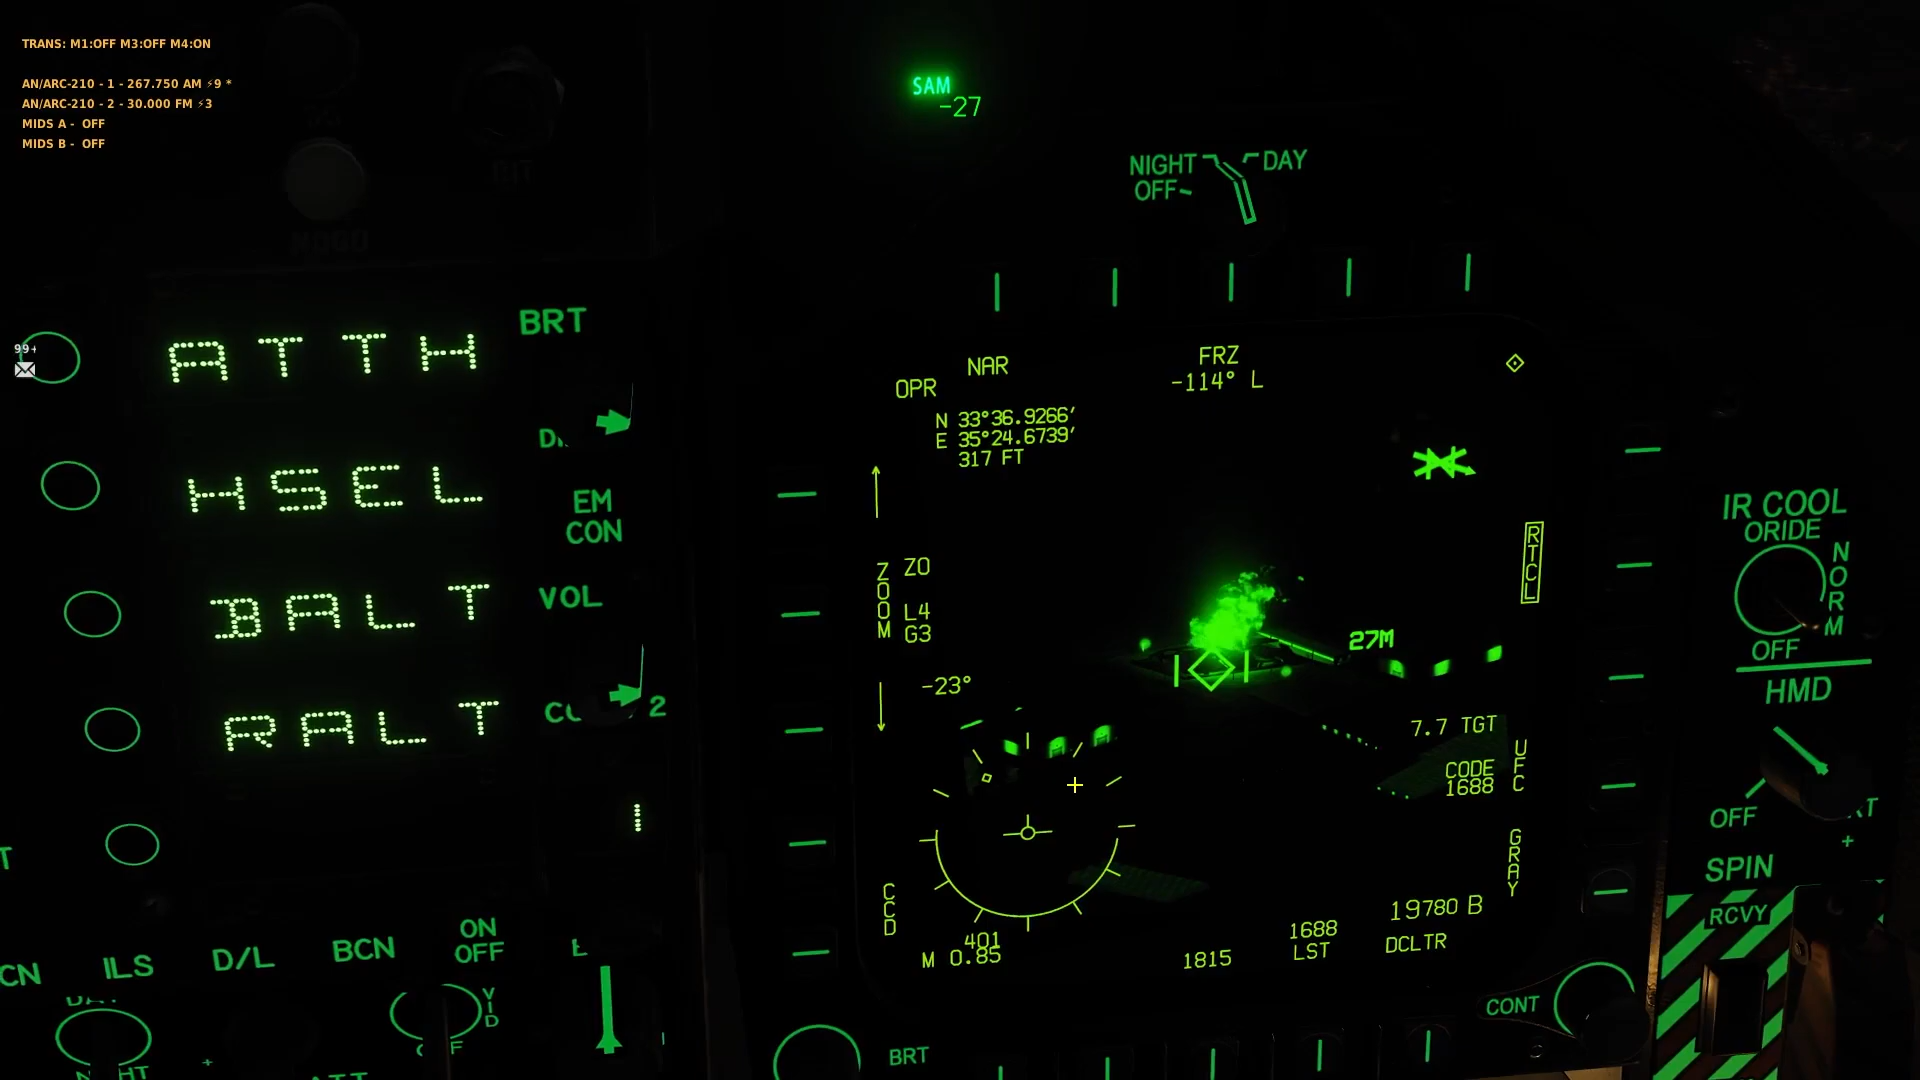 TRANS: M1:OFF M3:OFF M4:ON
AN/ARC-210 - 1 - 267.750 AM ⚡9 *
AN/ARC-210 - 2 - 30.000 FM ⚡3
MIDS A - OFF
MIDS B - OFF
SAM
-27
NIGHT
DAY
OFF
NOGO
99+
ATTH
BRT
HSEL
EM
CON
BALT
VOL
RALT
2
ILS
D/L
BCN
ON
OFF
VID
NAR
OPR
FRZ
-114° L
N 33°36.9266′
E 35°24.6739′
317 FT
ZOOM
Z0
L4
G3
RTCL
27M
-23°
7.7 TGT
CODE
1688
UFC
GRAY
CCD
19780 B
401
M 0.85
1815
1688
LST
DCLTR
BRT
CONT
IR COOL
ORIDE
NORM
OFF
HMD
OFF
SPIN
RCVY